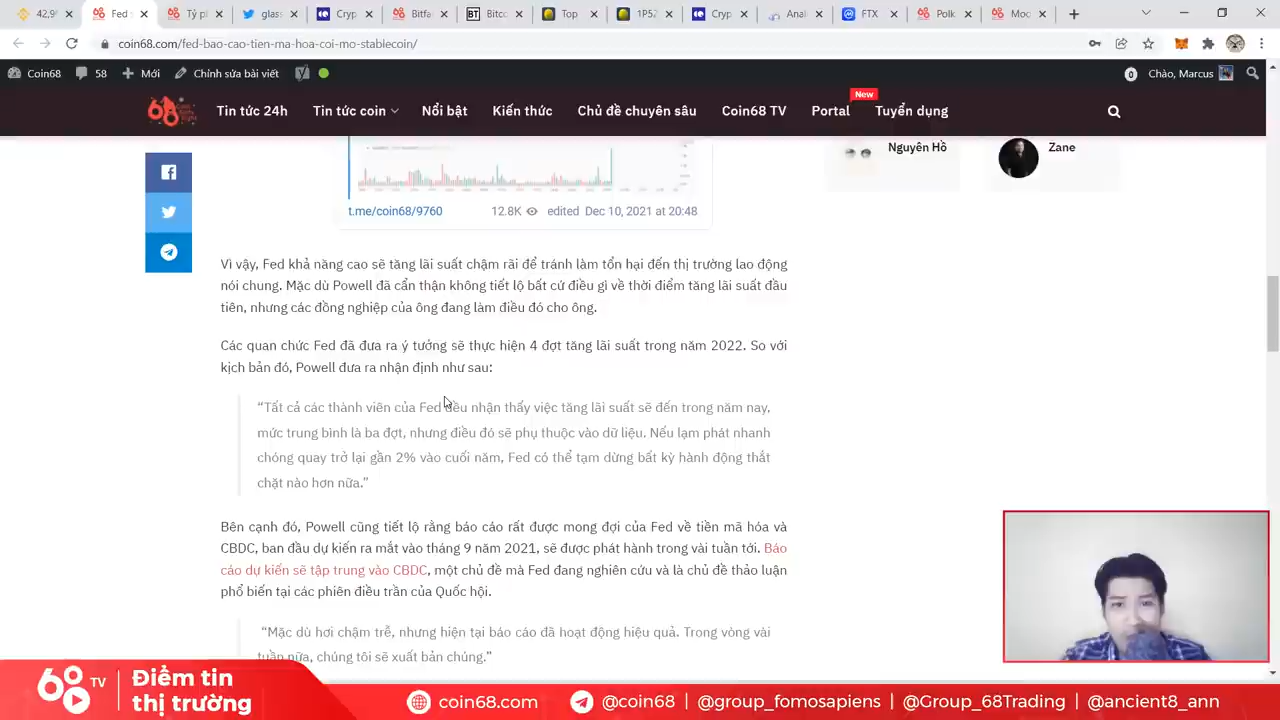 42,9
Fed s
Tỷ pl
glass
Cryp
Bitfa
Bitco
Top
1P52
Cryp
Anal
FTX
Polk
Moc
coin68.com/fed-bao-cao-tien-ma-hoa-coi-mo-stablecoin/
Coin68 58 Mới Chỉnh sửa bài viết 0 Chào, Marcus
68 Tin tức 24h Tin tức coin Nổi bật Kiến thức Chủ đề chuyên sâu Coin68 TV Portal New Tuyển dụng
Nguyên Hồ Zane
t.me/coin68/9760 12.8K edited Dec 10, 2021 at 20:48
Vì vậy, Fed khả năng cao sẽ tăng lãi suất chậm rãi để tránh làm tổn hại đến thị trường lao động
nói chung. Mặc dù Powell đã cẩn thận không tiết lộ bất cứ điều gì về thời điểm tăng lãi suất đầu
tiên, nhưng các đồng nghiệp của ông đang làm điều đó cho ông.
Các quan chức Fed đã đưa ra ý tưởng sẽ thực hiện 4 đợt tăng lãi suất trong năm 2022. So với
kịch bản đó, Powell đưa ra nhận định như sau:
“Tất cả các thành viên của Fed đều nhận thấy việc tăng lãi suất sẽ đến trong năm nay,
mức trung bình là ba đợt, nhưng điều đó sẽ phụ thuộc vào dữ liệu. Nếu lạm phát nhanh
chóng quay trở lại gần 2% vào cuối năm, Fed có thể tạm dừng bất kỳ hành động thắt
chặt nào hơn nữa.”
Bên cạnh đó, Powell cũng tiết lộ rằng báo cáo rất được mong đợi của Fed về tiền mã hóa và
CBDC, ban đầu dự kiến ra mắt vào tháng 9 năm 2021, sẽ được phát hành trong vài tuần tới. Báo
cáo dự kiến sẽ tập trung vào CBDC, một chủ đề mà Fed đang nghiên cứu và là chủ đề thảo luận
phổ biến tại các phiên điều trần của Quốc hội.
“Mặc dù hơi chậm trễ, nhưng hiện tại báo cáo đã hoạt động hiệu quả. Trong vòng vài
tuần nữa, chúng tôi sẽ xuất bản chúng.”
68 TV Điểm tin
thị trường
coin68.com @coin68 | @group_fomosapiens | @Group_68Trading | @ancient8_ann